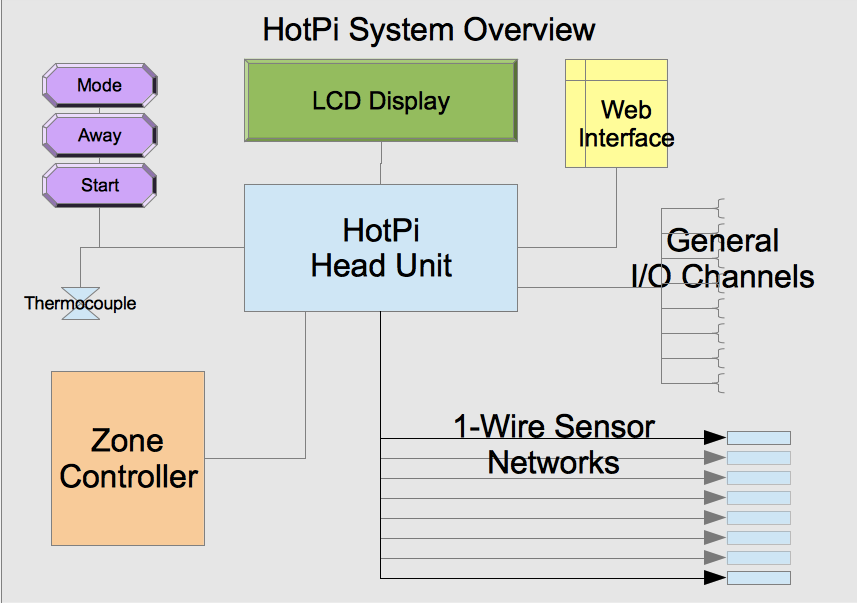 HotPi System Overview
Mode
Away
Start
LCD Display
Web
Interface
HotPi
Head Unit
General
I/O Channels
Thermocouple
Zone
Controller
1-Wire Sensor
Networks